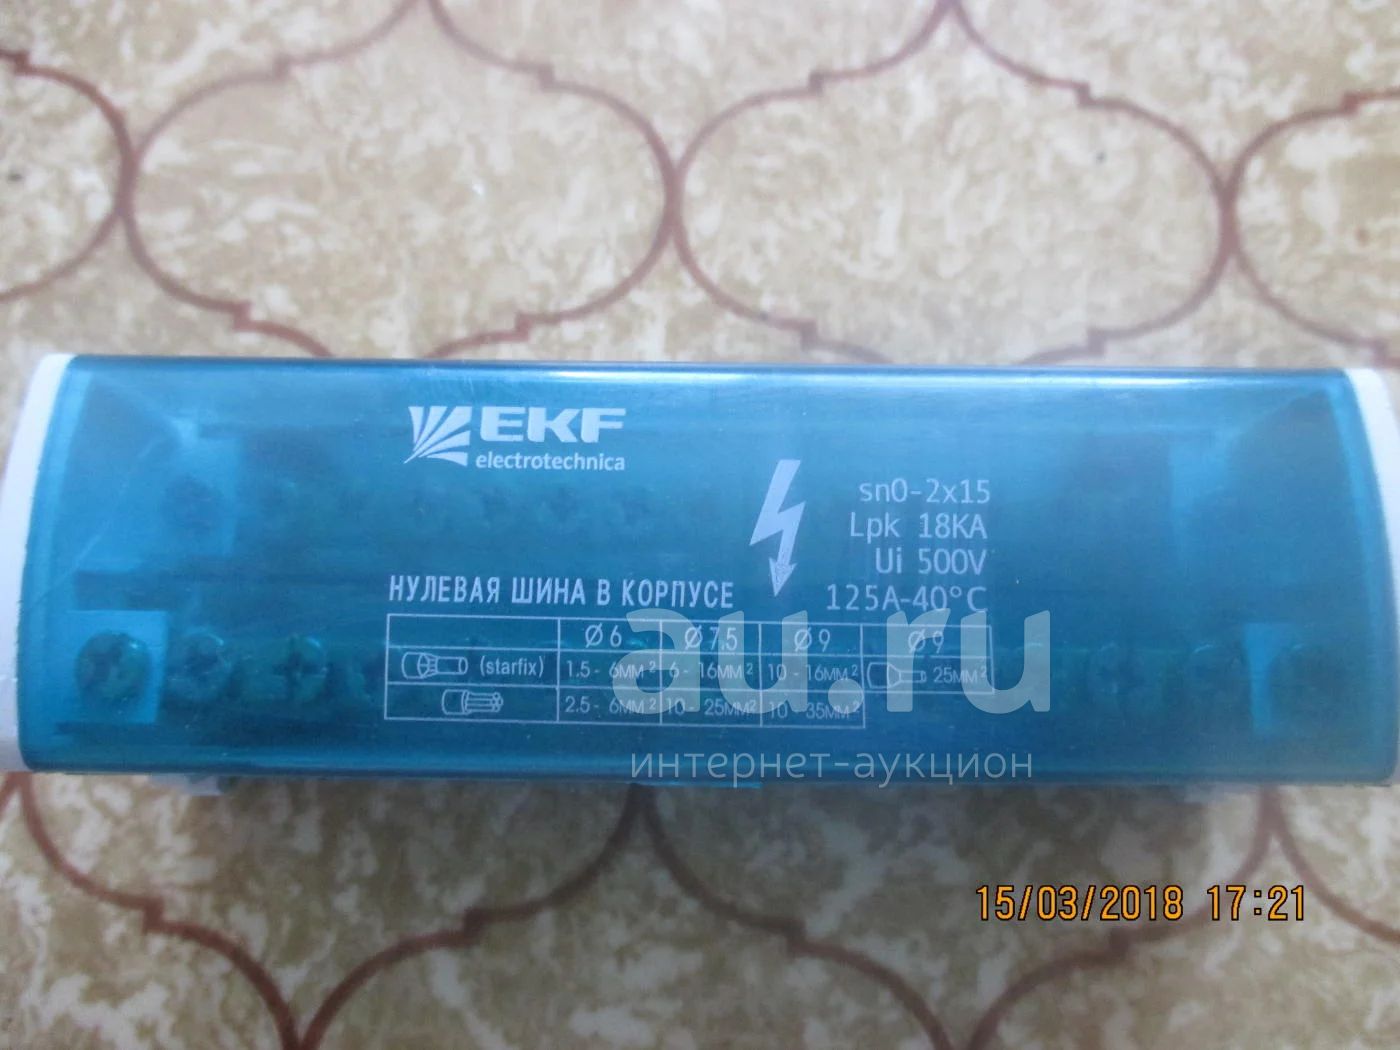 EKF
electrotechnica
sn0-2x15
Lpk 18KA
Ui 500V
125A-40°C
НУЛЕВАЯ ШИНА В КОРПУСЕ
Ø6 Ø7,5 Ø9 Ø9
(starfix) 1.5 - 6мм² 6 - 16мм² 10 - 16мм² 25мм²
2.5 - 6мм² 10 - 25мм² 10 - 35мм²
au.ru
интернет-аукцион
15/03/2018 17:21